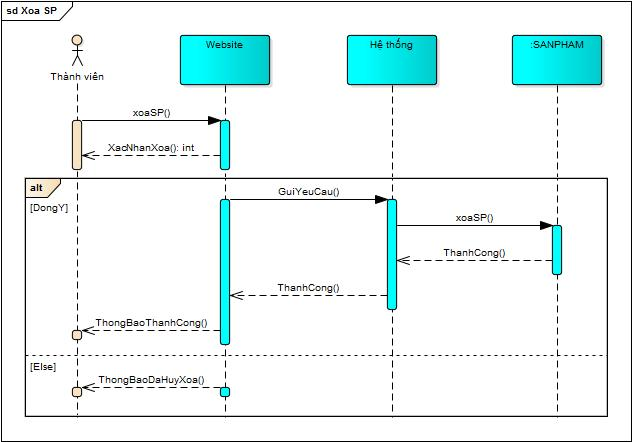 sd Xoa SP
Website
Hệ thống
:SANPHAM
Thành viên
xoaSP()
XacNhanXoa(): int
alt
[DongY]
GuiYeuCau()
xoaSP()
ThanhCong()
ThanhCong()
ThongBaoThanhCong()
[Else]
ThongBaoDaHuyXoa()